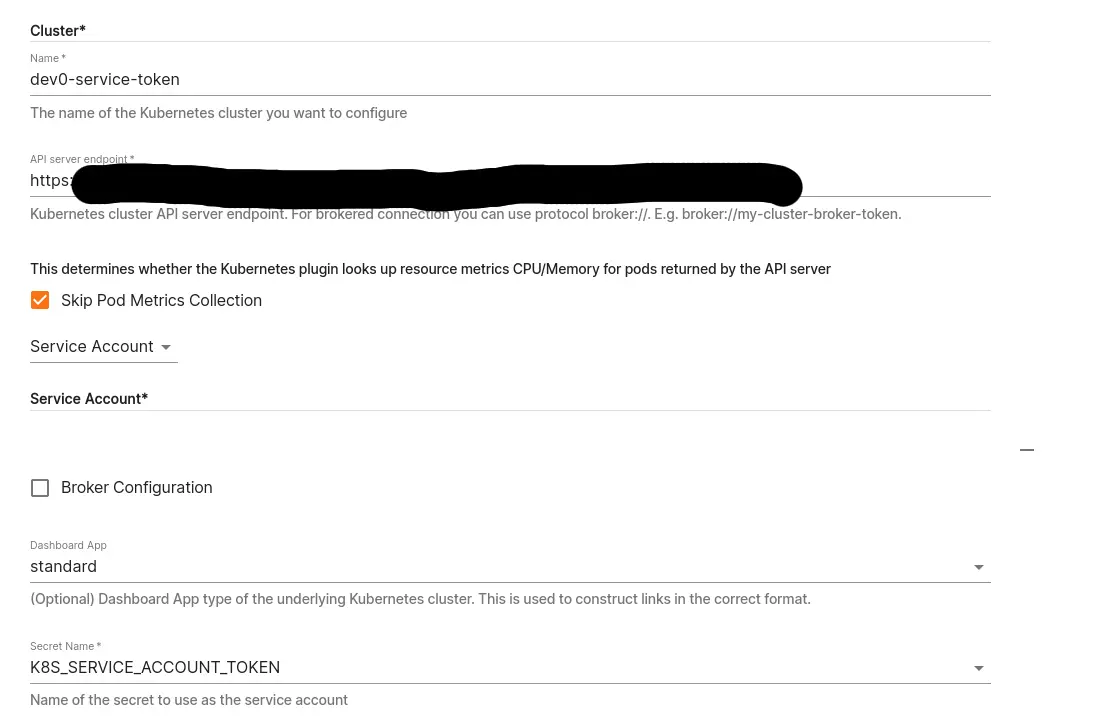 Cluster*
Name *
dev0-service-token
The name of the Kubernetes cluster you want to configure
API server endpoint *
https:
Kubernetes cluster API server endpoint. For brokered connection you can use protocol broker://. E.g. broker://my-cluster-broker-token.
This determines whether the Kubernetes plugin looks up resource metrics CPU/Memory for pods returned by the API server
Skip Pod Metrics Collection
Service Account
Service Account*
Broker Configuration
Dashboard App
standard
(Optional) Dashboard App type of the underlying Kubernetes cluster. This is used to construct links in the correct format.
Secret Name *
K8S_SERVICE_ACCOUNT_TOKEN
Name of the secret to use as the service account